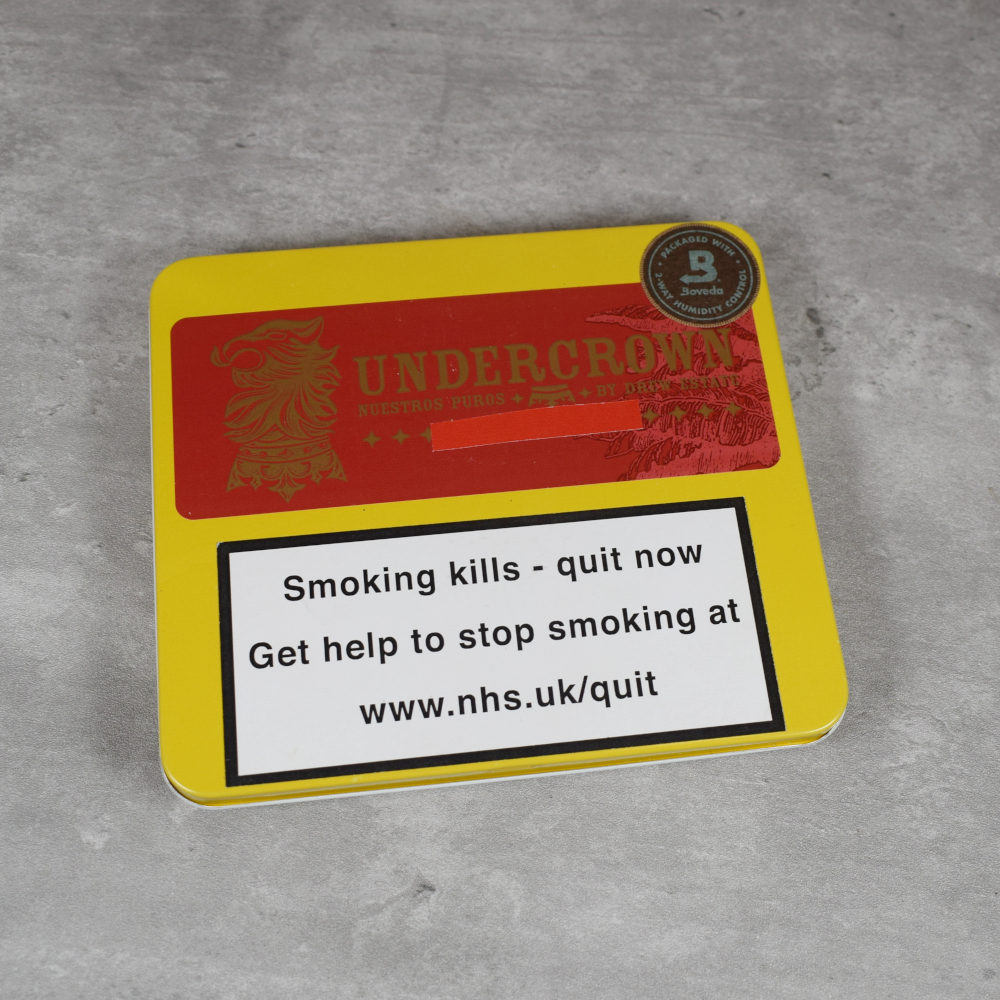 PACKAGED WITH
B
Boveda
2-WAY HUMIDITY CONTROL
UNDERCROWN
NUESTROS PUROS BY DREW ESTATE
Smoking kills - quit now
Get help to stop smoking at
www.nhs.uk/quit